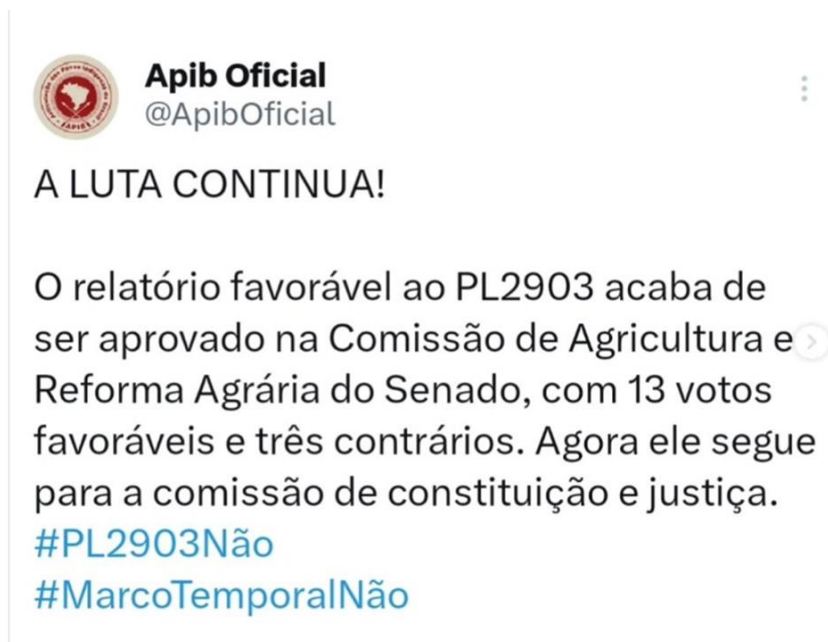 Apib Oficial
@ApibOficial
A LUTA CONTINUA!
O relatório favorável ao PL2903 acaba de
ser aprovado na Comissão de Agricultura e
Reforma Agrária do Senado, com 13 votos
favoráveis e três contrários. Agora ele segue
para a comissão de constituição e justiça.
#PL2903Não
#MarcoTemporalNão